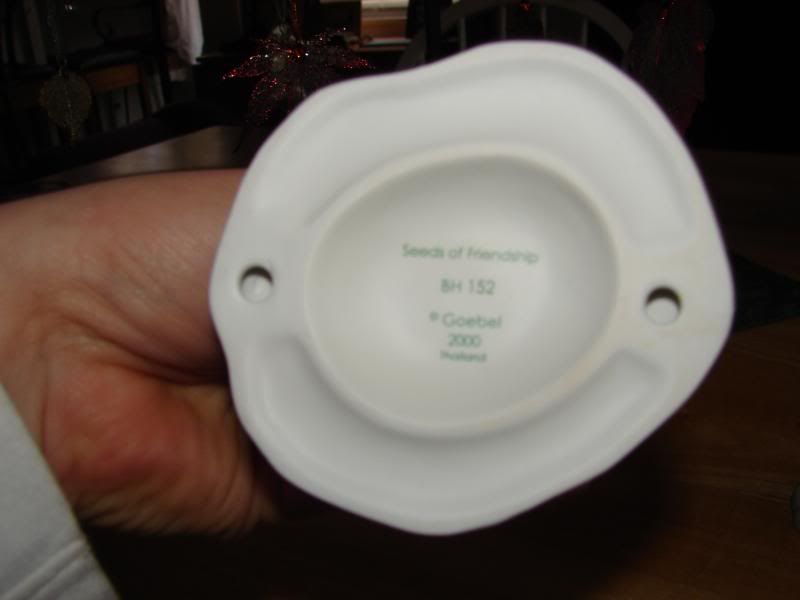 Seeds of Friendship
BH 152
© Goebel
2000
Thailand